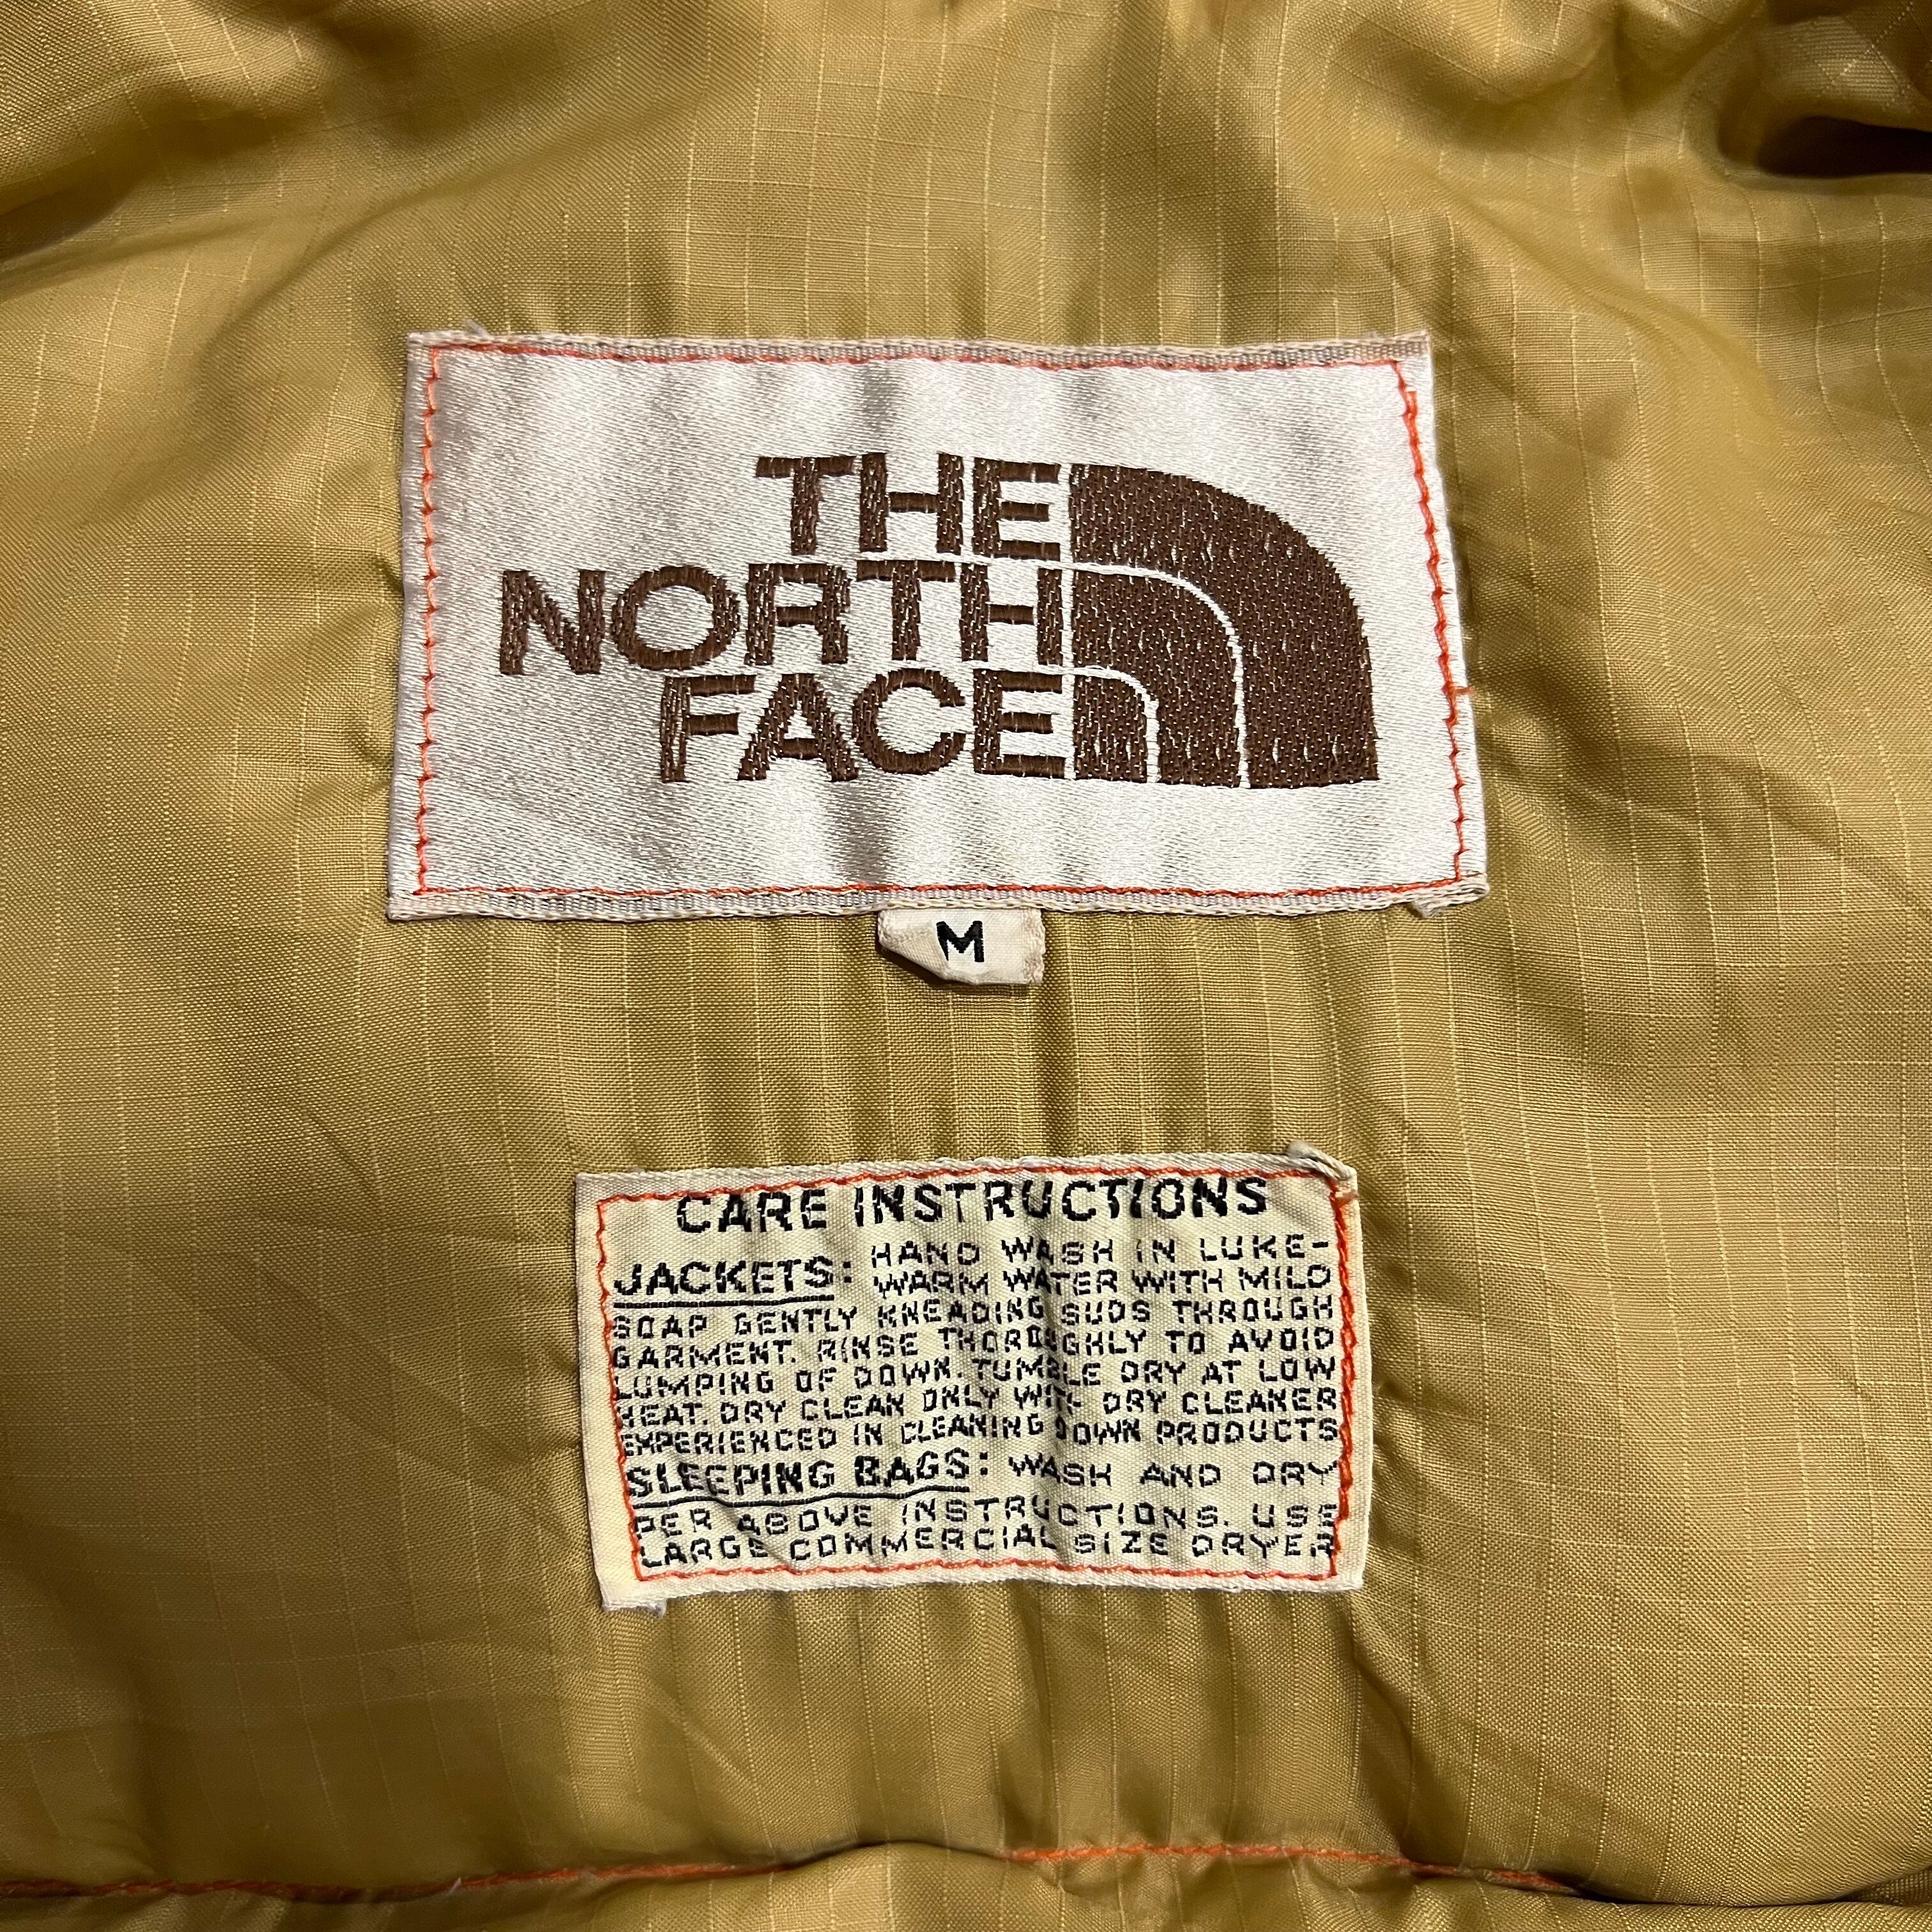 THE
NORTH
FACE
M
CARE INSTRUCTIONS
JACKETS: HAND WASH IN LUKE-
WARM WATER WITH MILD
SOAP GENTLY KNEADING SUDS THROUGH
GARMENT. RINSE THOROUGHLY TO AVOID
LUMPING OF DOWN. TUMBLE DRY AT LOW
HEAT. DRY CLEAN ONLY WITH DRY CLEANER
EXPERIENCED IN CLEANING DOWN PRODUCTS
SLEEPING BAGS: WASH AND DRY
PER ABOVE INSTRUCTIONS. USE
LARGE COMMERCIAL SIZE DRYER